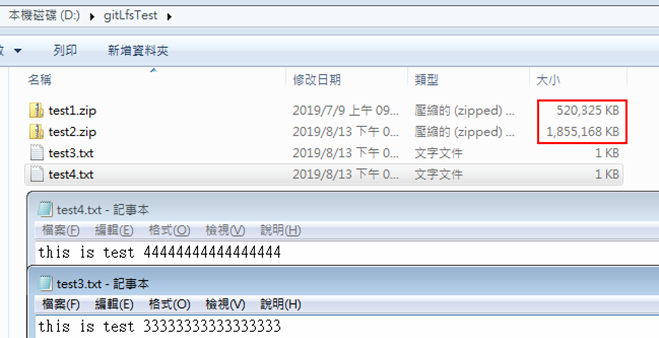 本機磁碟 (D:) ▸ gitLfsTest ▸
列印 新增資料夾
名稱 修改日期 類型 大小
test1.zip 2019/7/9 上午 09... 壓縮的 (zipped) ... 520,325 KB
test2.zip 2019/8/13 下午 0... 壓縮的 (zipped) ... 1,855,168 KB
test3.txt 2019/8/13 下午 0... 文字文件 1 KB
test4.txt 2019/8/13 下午 0... 文字文件 1 KB
test4.txt - 記事本
檔案(F) 編輯(E) 格式(O) 檢視(V) 說明(H)
this is test 44444444444444444
test3.txt - 記事本
檔案(F) 編輯(E) 格式(O) 檢視(V) 說明(H)
this is test 33333333333333333